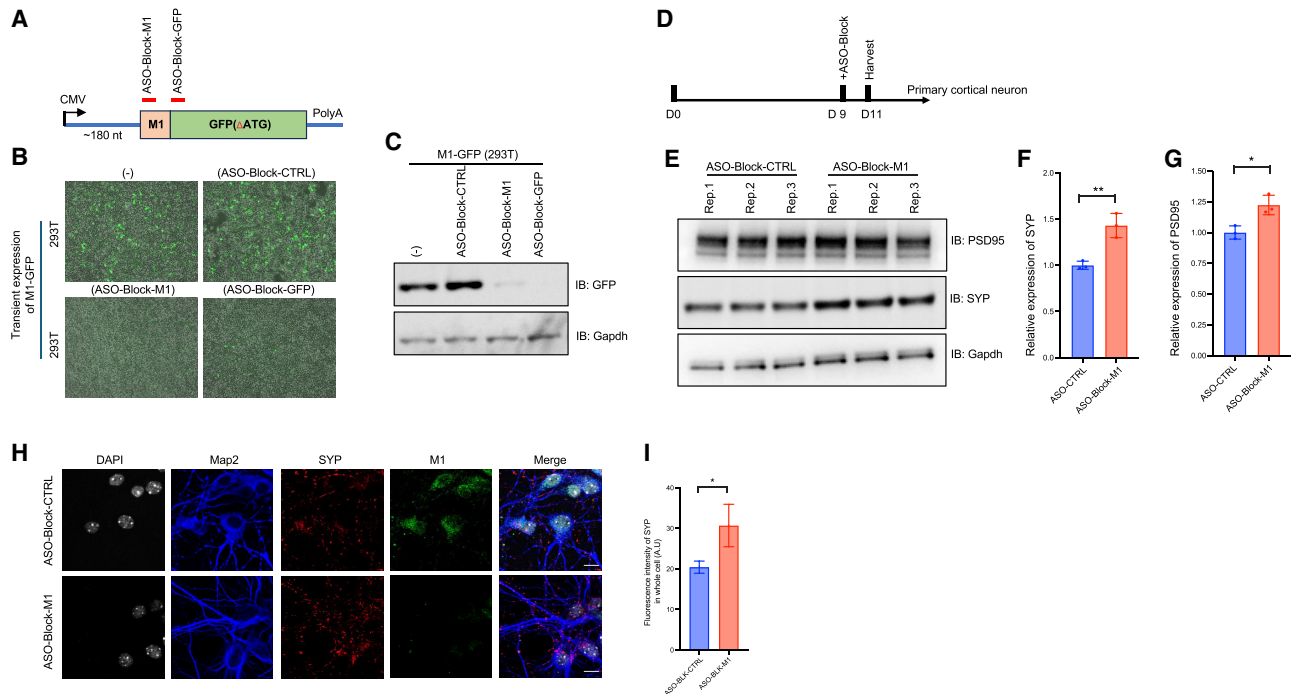 A
ASO-Block-M1
ASO-Block-GFP
CMV
M1
GFP(ΔATG)
PolyA
~180 nt
B
(-)
(ASO-Block-CTRL)
Transient expression
of M1-GFP
293T
293T
(ASO-Block-M1)
(ASO-Block-GFP)
C
M1-GFP (293T)
(-)
ASO-Block-CTRL
ASO-Block-M1
ASO-Block-GFP
IB: GFP
IB: Gapdh
D
+ASO-Block
Harvest
Primary cortical neuron
D0
D 9
D11
E
ASO-Block-CTRL
ASO-Block-M1
Rep.1
Rep.2
Rep.3
Rep.1
Rep.2
Rep.3
IB: PSD95
IB: SYP
IB: Gapdh
F
Relative expression of SYP
2.0
1.5
1.0
0.5
0.0
**
ASO-CTRL
ASO-Block-M1
G
Relative expression of PSD95
1.50
1.25
1.00
0.75
0.50
0.25
0.00
*
ASO-CTRL
ASO-Block-M1
H
DAPI
Map2
SYP
M1
Merge
ASO-Block-CTRL
ASO-Block-M1
I
Fluorescence intensity of SYP
in whole cell (A.U)
40
30
20
10
0
*
ASO-BLK-CTRL
ASO-BLK-M1